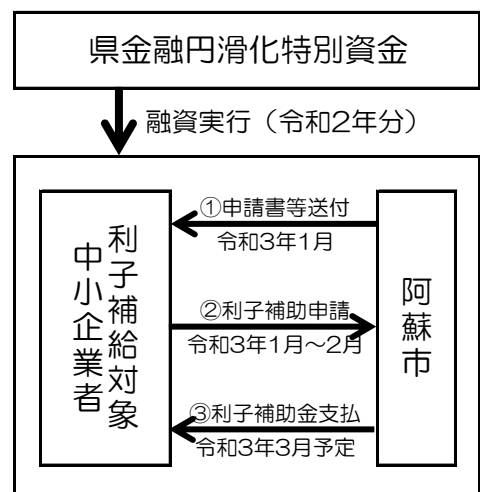 県金融円滑化特別資金
融資実行（令和2年分）
利子補給対象
中小企業者
①申請書等送付
令和3年1月
②利子補助申請
令和3年1月～2月
③利子補助金支払
令和3年3月予定
阿蘇市